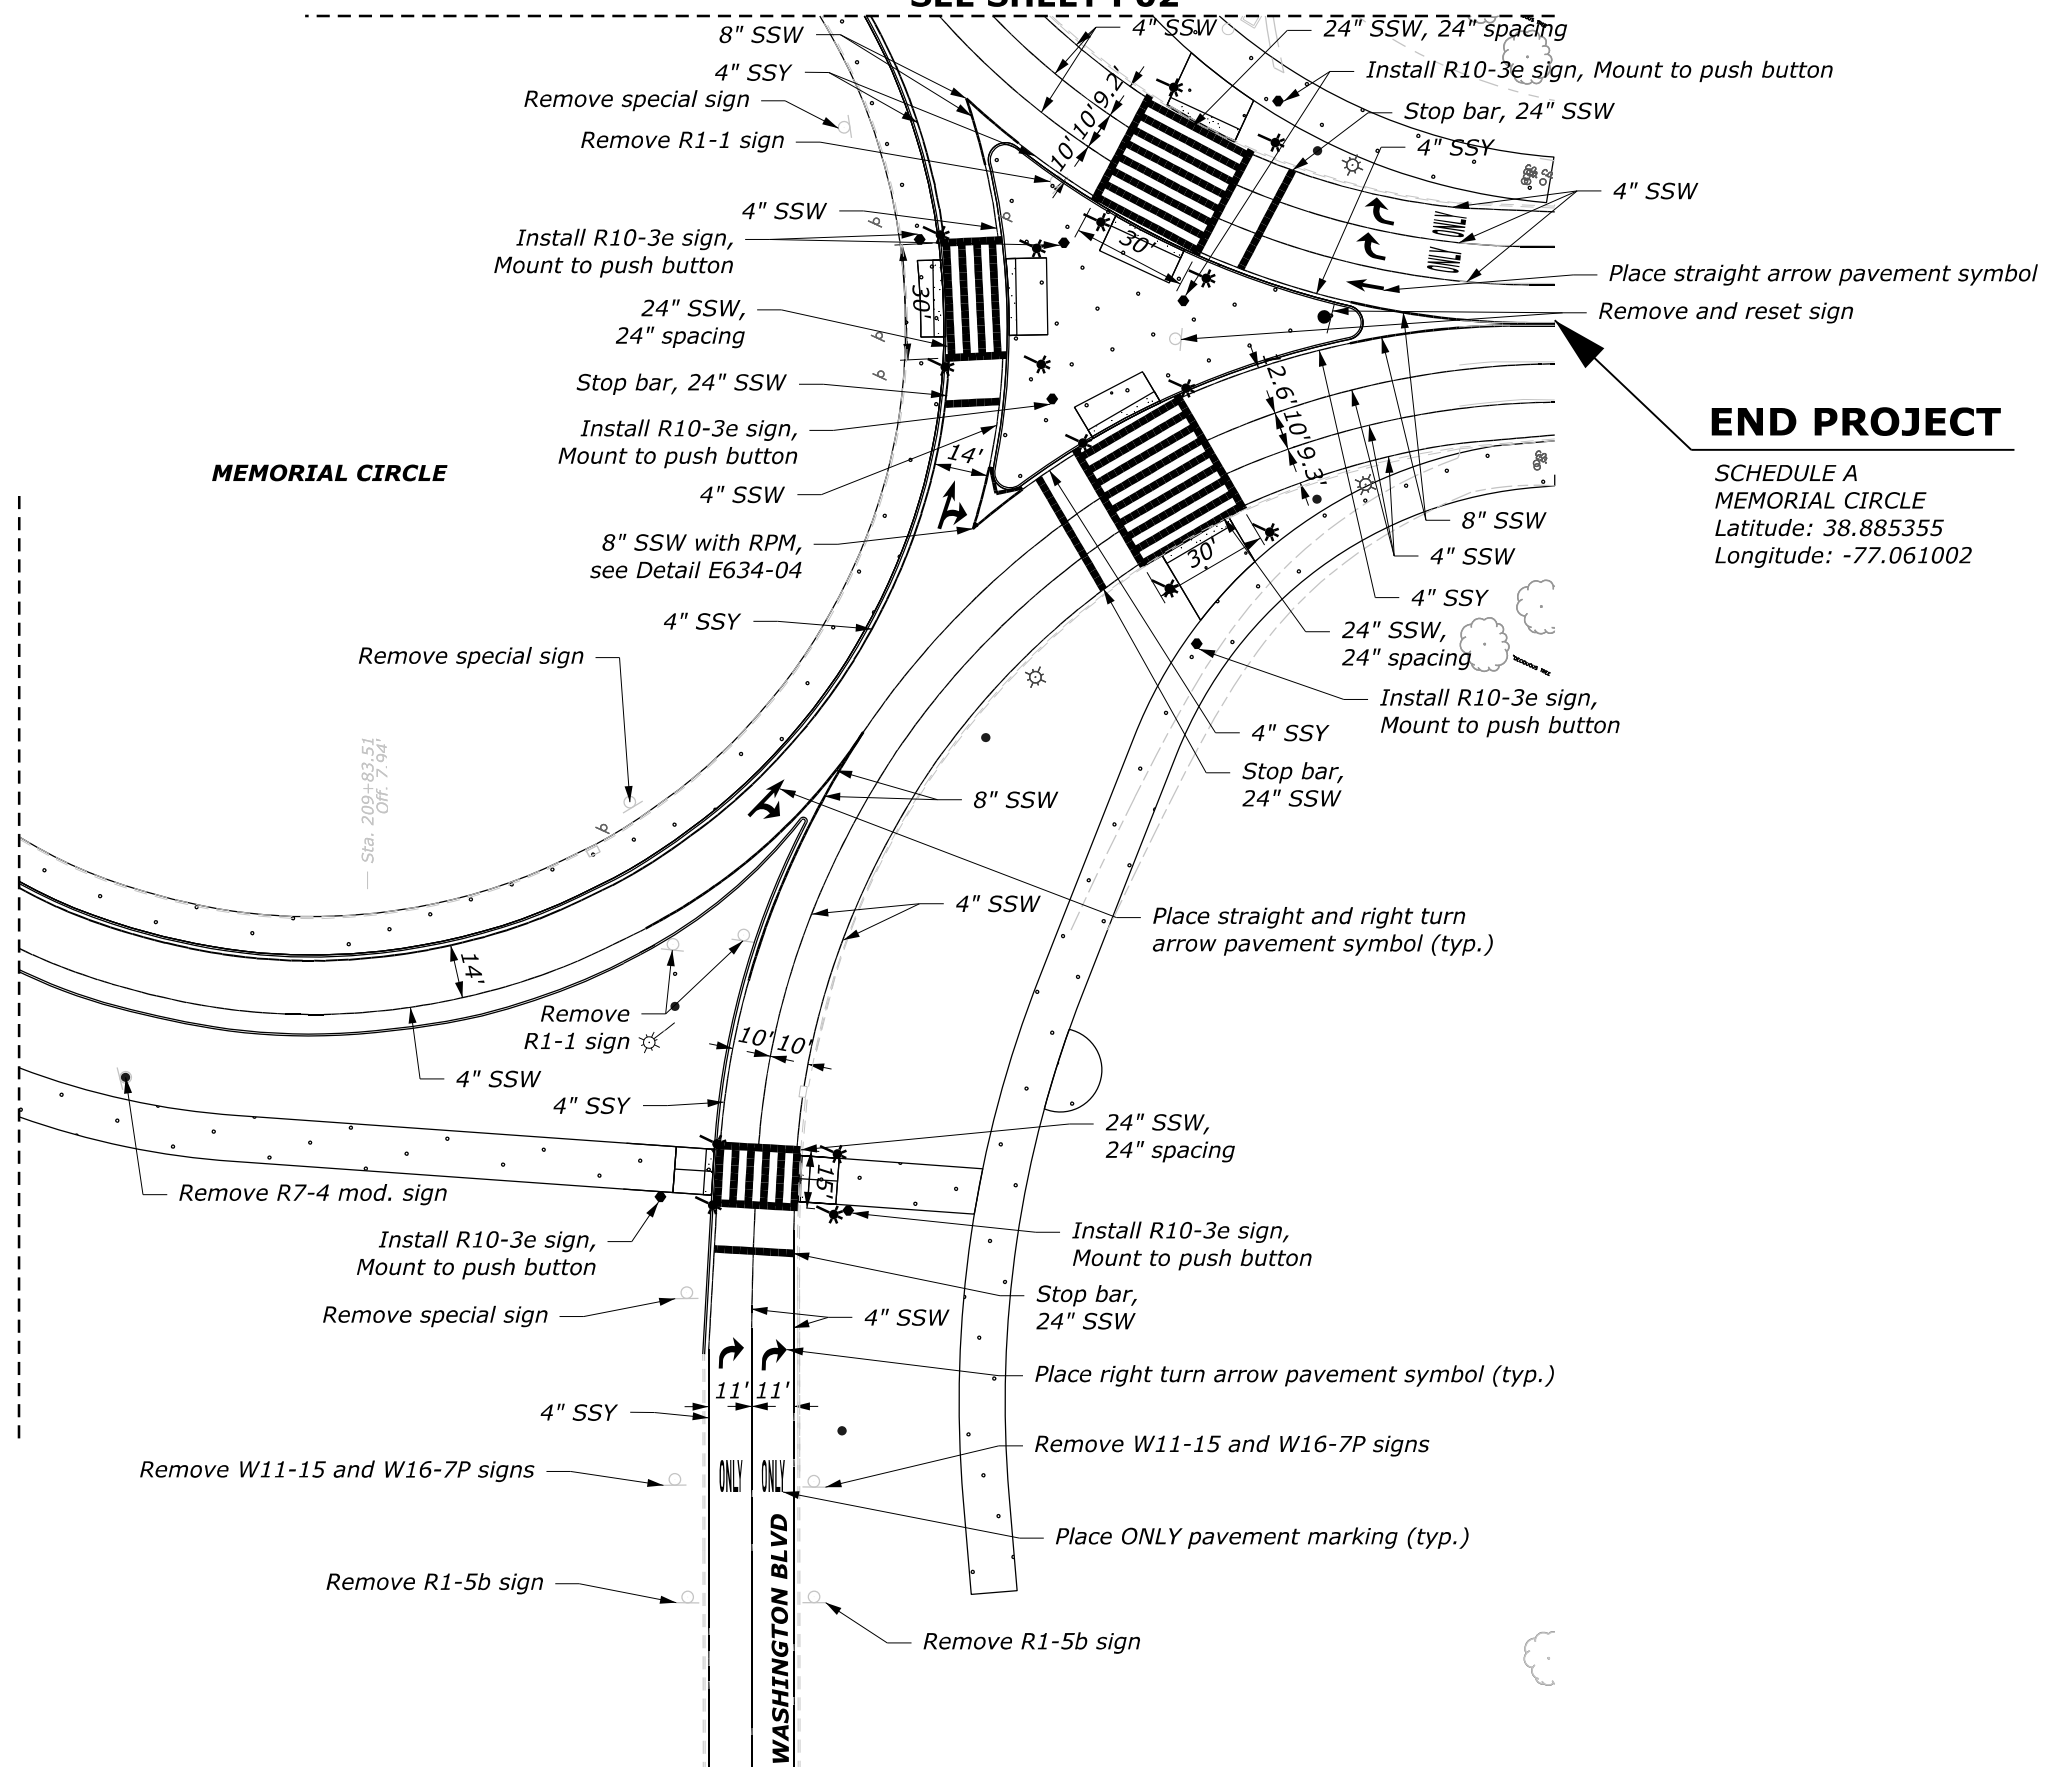 8" SSW
4" SSW
24" SSW, 24" spacing
4" SSY
Install R10-3e sign, Mount to push button
Remove special sign
Stop bar, 24" SSW
Remove R1-1 sign
4" SSY
10' 10' 9.2'
4" SSW
4" SSW
ONLY
ONLY
Install R10-3e sign,
Mount to push button
30'
Place straight arrow pavement symbol
30'
24" SSW,
24" spacing
Remove and reset sign
Stop bar, 24" SSW
12.6' 10' 9.3'
END PROJECT
Install R10-3e sign,
Mount to push button
14'
MEMORIAL CIRCLE
SCHEDULE A
MEMORIAL CIRCLE
Latitude: 38.885355
Longitude: -77.061002
4" SSW
8" SSW
8" SSW with RPM,
see Detail E634-04
30'
4" SSW
4" SSY
4" SSY
24" SSW,
24" spacing
DECIDUOUS TREE
Remove special sign
Install R10-3e sign,
Mount to push button
4" SSY
Sta. 209+83.51
Off. 7.94'
Stop bar,
24" SSW
8" SSW
4" SSW
Place straight and right turn
arrow pavement symbol (typ.)
14'
Remove
R1-1 sign
10' 10'
4" SSW
4" SSY
24" SSW,
24" spacing
15'
Remove R7-4 mod. sign
Install R10-3e sign,
Mount to push button
Install R10-3e sign,
Mount to push button
Remove special sign
Stop bar,
24" SSW
4" SSW
Place right turn arrow pavement symbol (typ.)
11' 11'
4" SSY
Remove W11-15 and W16-7P signs
Remove W11-15 and W16-7P signs
ONLY ONLY
Place ONLY pavement marking (typ.)
WASHINGTON BLVD
Remove R1-5b sign
Remove R1-5b sign